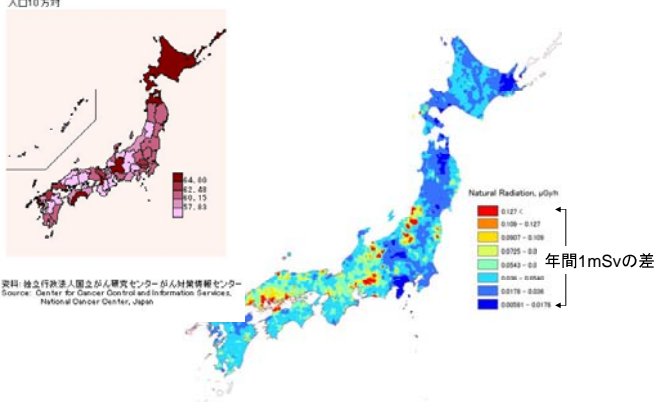 人口10万対
64.00
62.48
60.15
57.83
資料：独立行政法人国立がん研究センターがん対策情報センター
Source: Center for Cancer Control and Information Services,
National Cancer Center, Japan
Natural Radiation, μGy/h
0.127 <
0.109 - 0.127
0.0907 - 0.109
0.0725 - 0.0
0.0543 - 0.0
0.036 - 0.0540
0.0178 - 0.036
0.00581 - 0.0178
年間1mSvの差